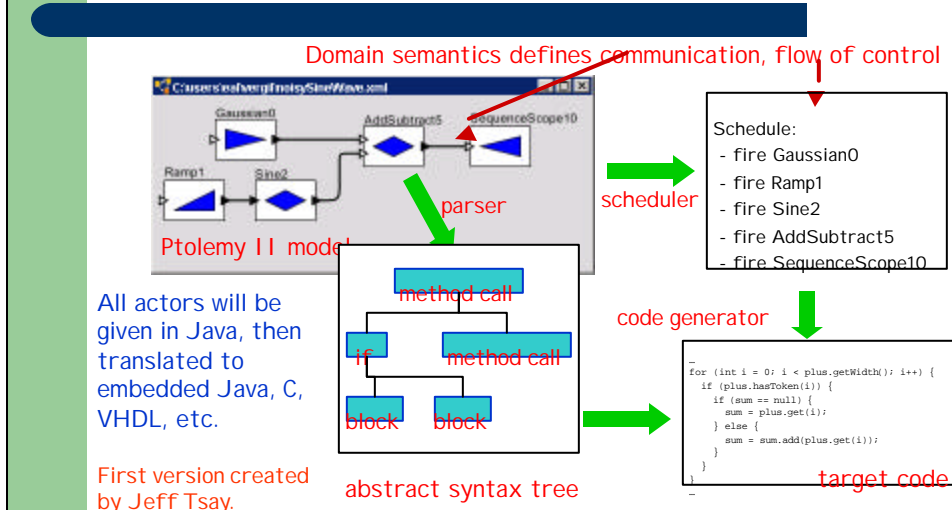 Domain semantics defines communication, flow of control
C:\users\eal\vergil\noisySineWave.xml
Gaussian0
AddSubtract5
SequenceScope10
Ramp1
Sine2
Ptolemy II model
parser
scheduler
Schedule:
- fire Gaussian0
- fire Ramp1
- fire Sine2
- fire AddSubtract5
- fire SequenceScope10
All actors will be
given in Java, then
translated to
embedded Java, C,
VHDL, etc.
First version created
by Jeff Tsay.
method call
if
method call
block
block
abstract syntax tree
code generator
for (int i = 0; i < plus.getWidth(); i++) {
if (plus.hasToken(i)) {
if (sum == null) {
sum = plus.get(i);
} else {
sum = sum.add(plus.get(i));
}
}
}
target code